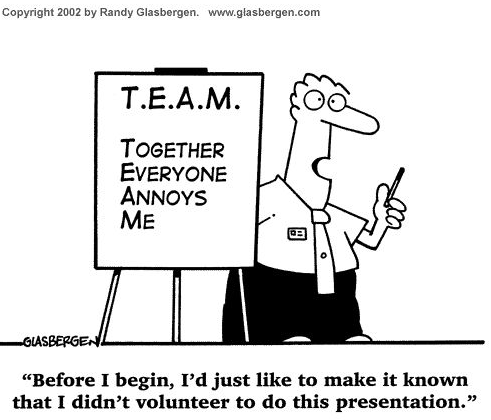 Copyright 2002 by Randy Glasbergen. www.glasbergen.com
T.E.A.M.
TOGETHER
EVERYONE
ANNOYS
ME
GLASBERGEN
“Before I begin, I’d just like to make it known
that I didn’t volunteer to do this presentation.”